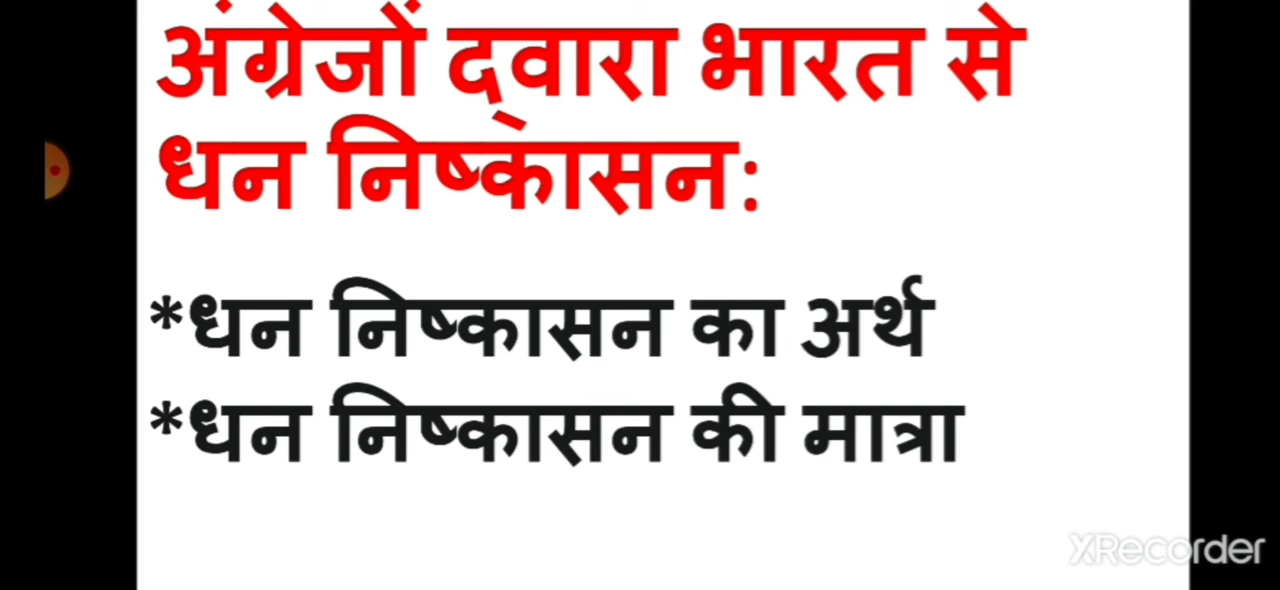 अंग्रेजों द्वारा भारत से
धन निष्कासन:
*धन निष्कासन का अर्थ
*धन निष्कासन की मात्रा
XRecorder